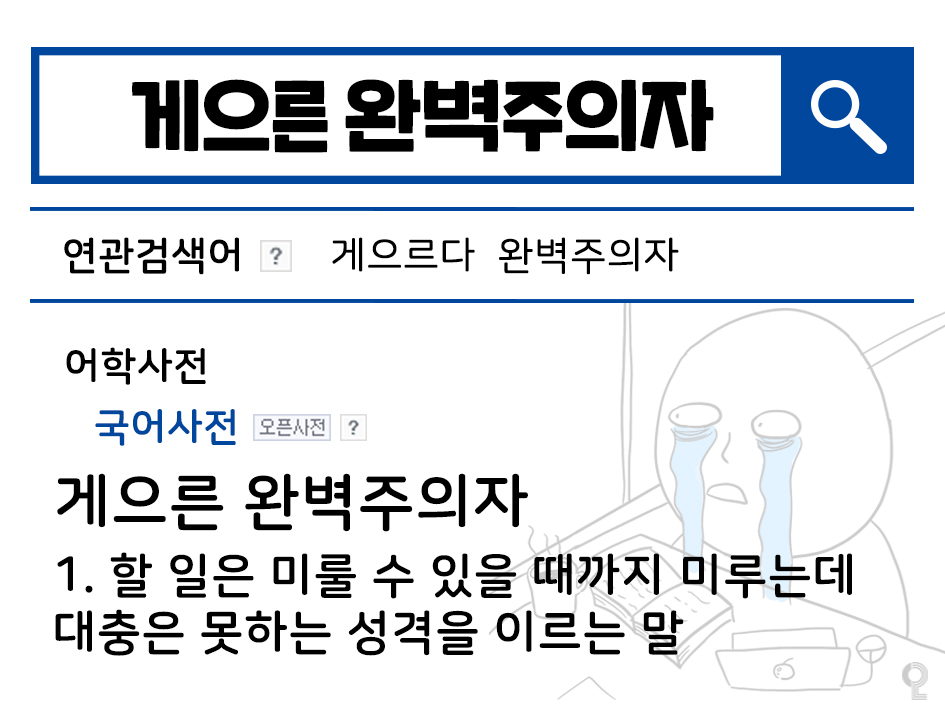 게으른 완벽주의자
연관검색어 ? 게으르다 완벽주의자
어학사전
국어사전 오픈사전 ?
게으른 완벽주의자
1. 할 일은 미룰 수 있을 때까지 미루는데
대충은 못하는 성격을 이르는 말